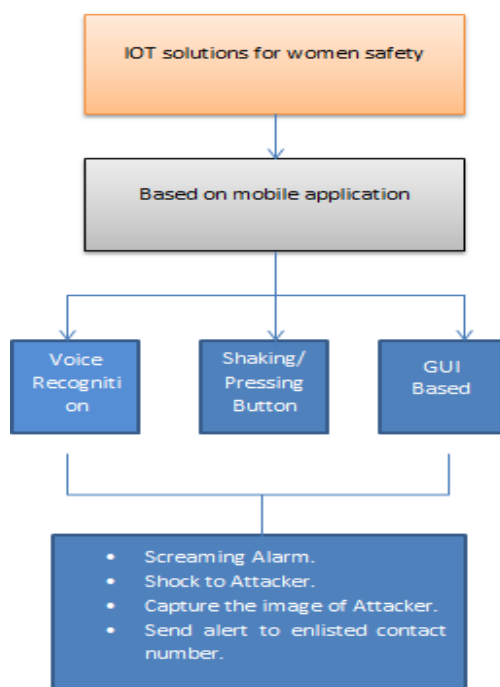 IOT solutions for women safety
Based on mobile application
Voice
Recogniti
on
Shaking/
Pressing
Button
GUI
Based
• Screaming Alarm.
• Shock to Attacker.
• Capture the image of Attacker.
• Send alert to enlisted contact
number.